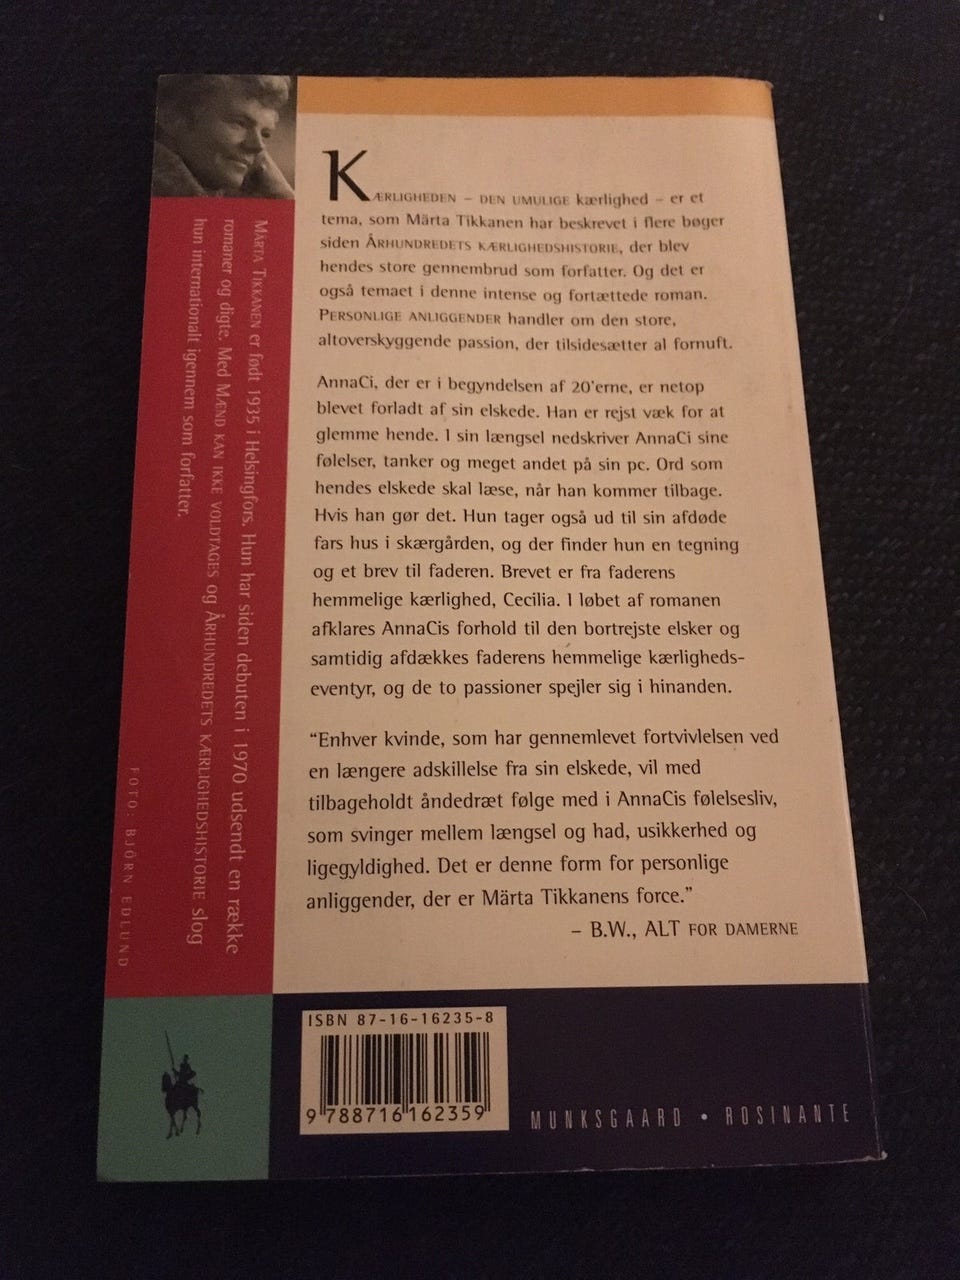 KÆRLIGHEDEN – DEN UMULIGE kærlighed – er et
tema, som Märta Tikkanen har beskrevet i flere bøger
siden ÅRHUNDREDETS KÆRLIGHEDSHISTORIE, der blev
hendes store gennembrud som forfatter. Og det er
også temaet i denne intense og fortættede roman.
PERSONLIGE ANLIGGENDER handler om den store,
altoverskyggende passion, der tilsidesætter al fornuft.
AnnaCi, der er i begyndelsen af 20'erne, er netop
blevet forladt af sin elskede. Han er rejst væk for at
glemme hende. I sin længsel nedskriver AnnaCi sine
følelser, tanker og meget andet på sin pc. Ord som
hendes elskede skal læse, når han kommer tilbage.
Hvis han gør det. Hun tager også ud til sin afdøde
fars hus i skærgården, og der finder hun en tegning
og et brev til faderen. Brevet er fra faderens
hemmelige kærlighed, Cecilia. I løbet af romanen
afklares AnnaCis forhold til den bortrejste elsker og
samtidig afdækkes faderens hemmelige kærligheds-
eventyr, og de to passioner spejler sig i hinanden.
"Enhver kvinde, som har gennemlevet fortvivlelsen ved
en længere adskillelse fra sin elskede, vil med
tilbageholdt åndedræt følge med i AnnaCis følelsesliv,
som svinger mellem længsel og had, usikkerhed og
ligegyldighed. Det er denne form for personlige
anliggender, der er Märta Tikkanens force."
– B.W., ALT FOR DAMERNE
MÄRTA TIKKANEN er født 1935 i Helsingfors. Hun har siden debuten i 1970 udsendt en række
romaner og digte. Med MÆND KAN IKKE VOLDTAGES og ÅRHUNDREDETS KÆRLIGHEDSHISTORIE slog
hun internationalt igennem som forfatter.
FOTO: BJÖRN EDLUND
ISBN 87-16-16235-8
9 788716 162359
MUNKSGAARD • ROSINANTE